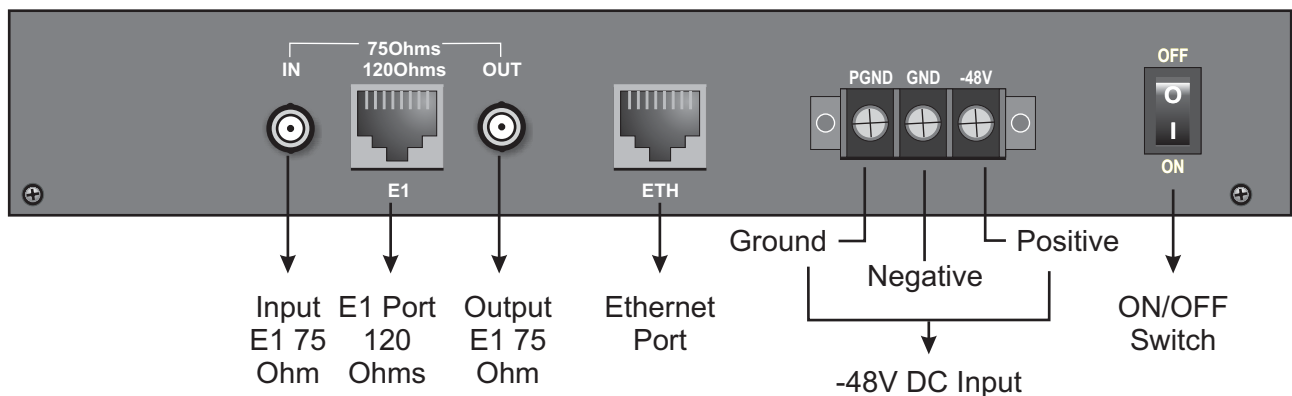 75Ohms
IN 120Ohms OUT
E1
ETH
PGND GND -48V
OFF
O
I
ON
Ground
Negative
Positive
Input
E1 75
Ohm
E1 Port
120
Ohms
Output
E1 75
Ohm
Ethernet
Port
-48V DC Input
ON/OFF
Switch